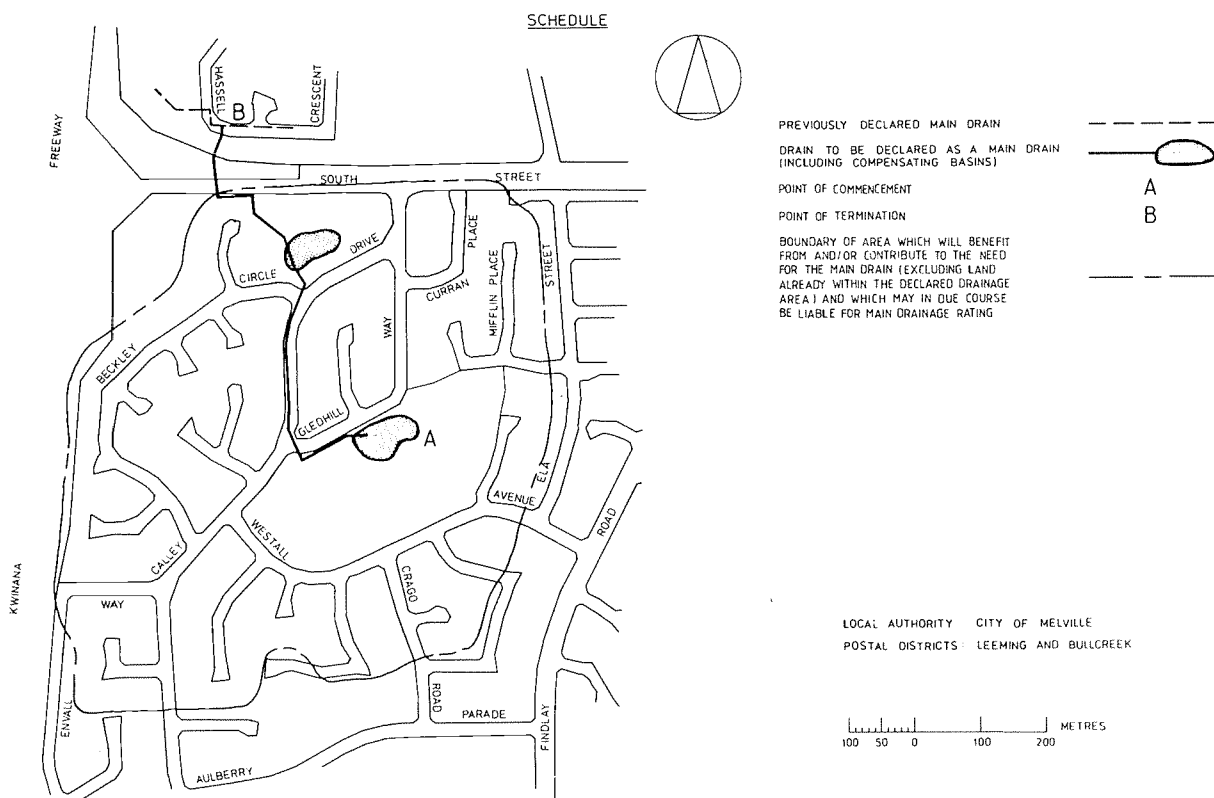 SCHEDULE
HASSELL
CRESCENT
B
FREEWAY
SOUTH STREET
CIRCLE
DRIVE
PLACE
CURRAN
MIFFLIN PLACE
STREET
WAY
BECKLEY
GLEDHILL
A
ELA
AVENUE
ROAD
WESTALL
CALLEY
CRAGO
KWINANA
WAY
ENVALL
ROAD
PARADE
FINDLAY
AULBERRY
PREVIOUSLY DECLARED MAIN DRAIN
DRAIN TO BE DECLARED AS A MAIN DRAIN
(INCLUDING COMPENSATING BASINS)
POINT OF COMMENCEMENT A
POINT OF TERMINATION B
BOUNDARY OF AREA WHICH WILL BENEFIT
FROM AND/OR CONTRIBUTE TO THE NEED
FOR THE MAIN DRAIN (EXCLUDING LAND
ALREADY WITHIN THE DECLARED DRAINAGE
AREA) AND WHICH MAY IN DUE COURSE
BE LIABLE FOR MAIN DRAINAGE RATING
LOCAL AUTHORITY CITY OF MELVILLE
POSTAL DISTRICTS: LEEMING AND BULLCREEK
METRES
100 50 0 100 200